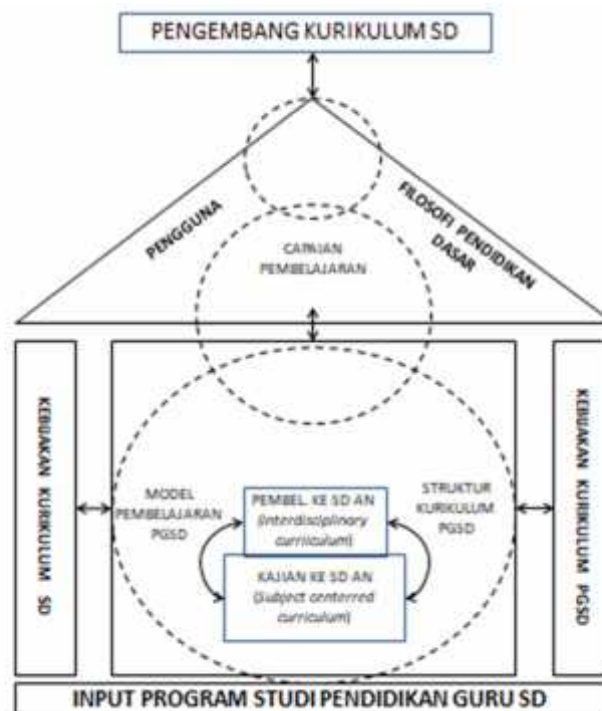 PENGEMBANG KURIKULUM SD
PENGGUNA
FILOSOFI PENDIDIKAN
DASAR
CAPAIAN
PEMBELAJARAN
KEBIJAKAN KURIKULUM
SD
MODEL
PEMBELAJARAN
PGSD
PEMBEL. KE SD AN
(Interdisciplinary
curriculum)
KAJIAN KE SD AN
(Subject centerred
curriculum)
STRUKTUR
KURIKULUM
PGSD
KEBIJAKAN KURIKULUM PGSD
INPUT PROGRAM STUDI PENDIDIKAN GURU SD